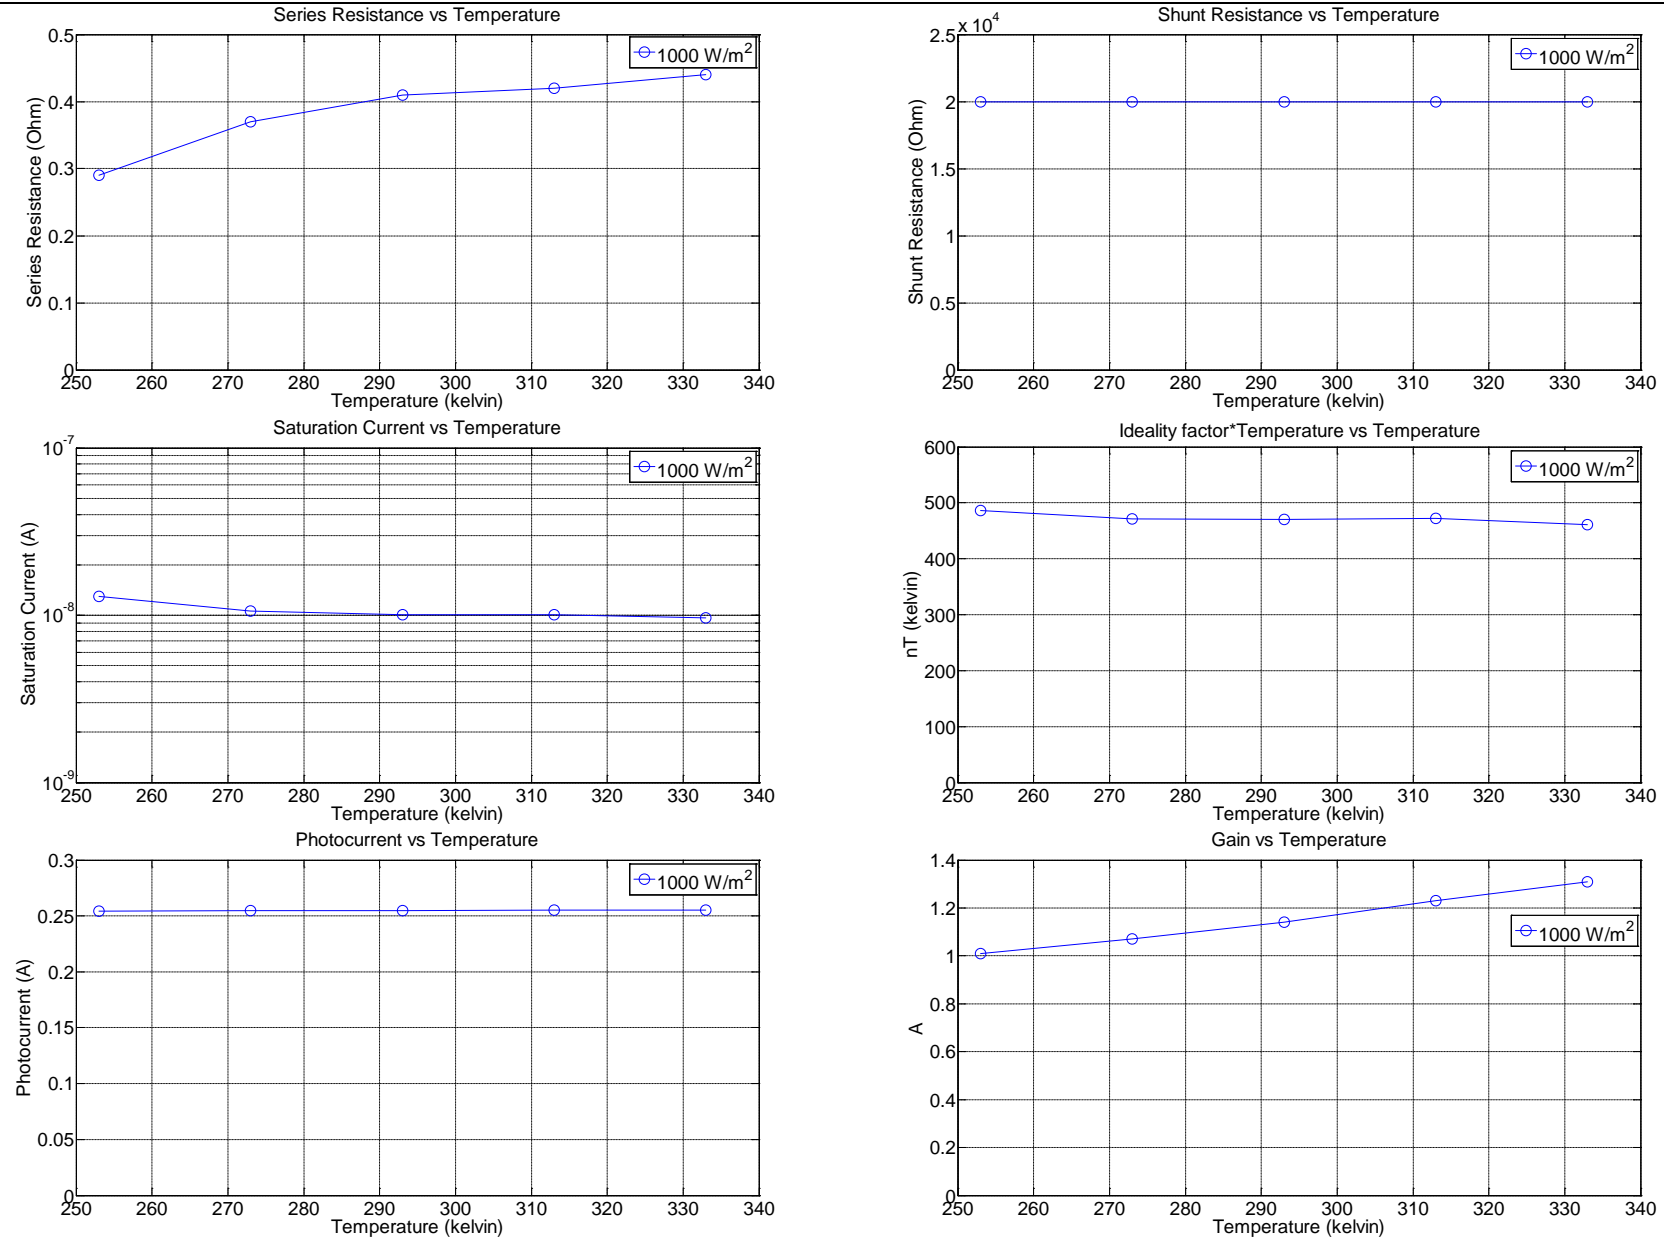 Series Resistance vs Temperature
Series Resistance (Ohm)
0.5
0.4
0.3
0.2
0.1
0
1000 W/m2
250 260 270 280 290 300 310 320 330 340
Temperature (kelvin)
Shunt Resistance vs Temperature
x 10^4
Shunt Resistance (Ohm)
2.5
2
1.5
1
0.5
0
1000 W/m2
250 260 270 280 290 300 310 320 330 340
Temperature (kelvin)
Saturation Current vs Temperature
Saturation Current (A)
10^-7
10^-8
10^-9
1000 W/m2
250 260 270 280 290 300 310 320 330 340
Temperature (kelvin)
Ideality factor*Temperature vs Temperature
nT (kelvin)
600
500
400
300
200
100
0
1000 W/m2
250 260 270 280 290 300 310 320 330 340
Temperature (kelvin)
Photocurrent vs Temperature
Photocurrent (A)
0.3
0.25
0.2
0.15
0.1
0.05
0
1000 W/m2
250 260 270 280 290 300 310 320 330 340
Temperature (kelvin)
Gain vs Temperature
A
1.4
1.2
1
0.8
0.6
0.4
0.2
0
1000 W/m2
250 260 270 280 290 300 310 320 330 340
Temperature (kelvin)